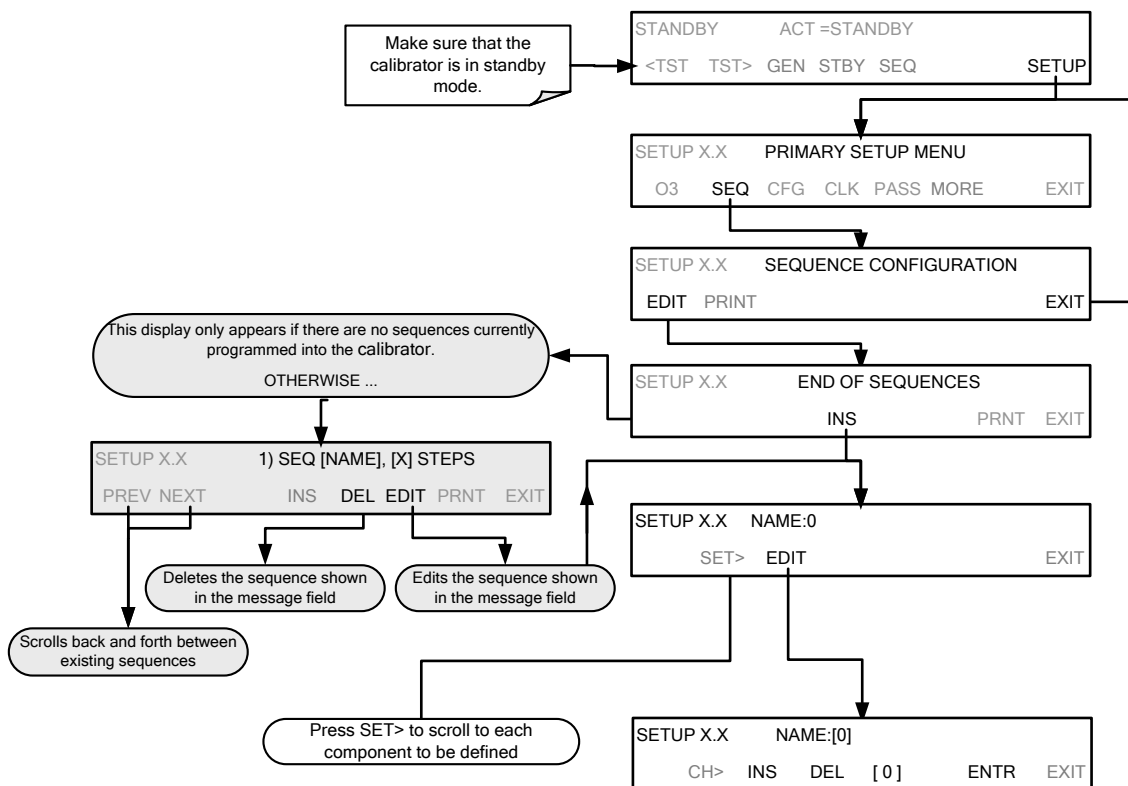 Make sure that the
calibrator is in standby
mode.
STANDBY ACT =STANDBY
<TST TST> GEN STBY SEQ SETUP
SETUP X.X PRIMARY SETUP MENU
O3 SEQ CFG CLK PASS MORE EXIT
SETUP X.X SEQUENCE CONFIGURATION
EDIT PRINT EXIT
This display only appears if there are no sequences currently
programmed into the calibrator.
OTHERWISE ...
SETUP X.X END OF SEQUENCES
INS PRNT EXIT
SETUP X.X 1) SEQ [NAME], [X] STEPS
PREV NEXT INS DEL EDIT PRNT EXIT
Deletes the sequence shown
in the message field
Edits the sequence shown
in the message field
Scrolls back and forth between
existing sequences
SETUP X.X NAME:0
SET> EDIT EXIT
Press SET> to scroll to each
component to be defined
SETUP X.X NAME:[0]
CH> INS DEL [ 0 ] ENTR EXIT